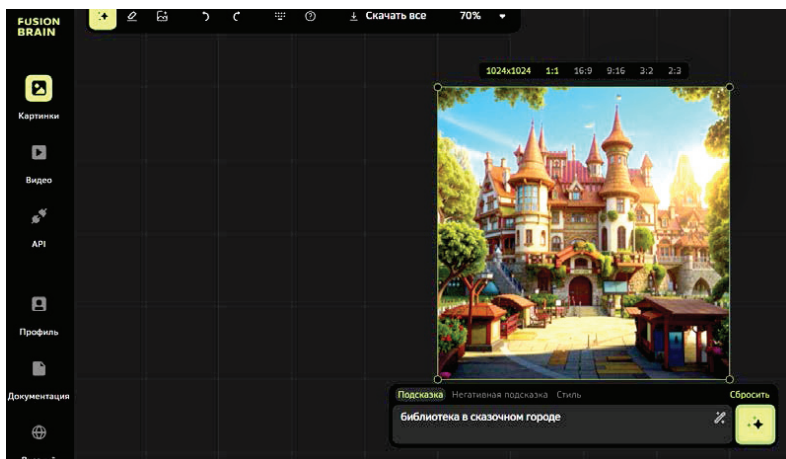 FUSION
BRAIN
Скачать все
70%
1024x1024 1:1 16:9 9:16 3:2 2:3
Картинки
Видео
API
Профиль
Документация
Подсказка Негативная подсказка Стиль
Сбросить
библиотека в сказочном городе